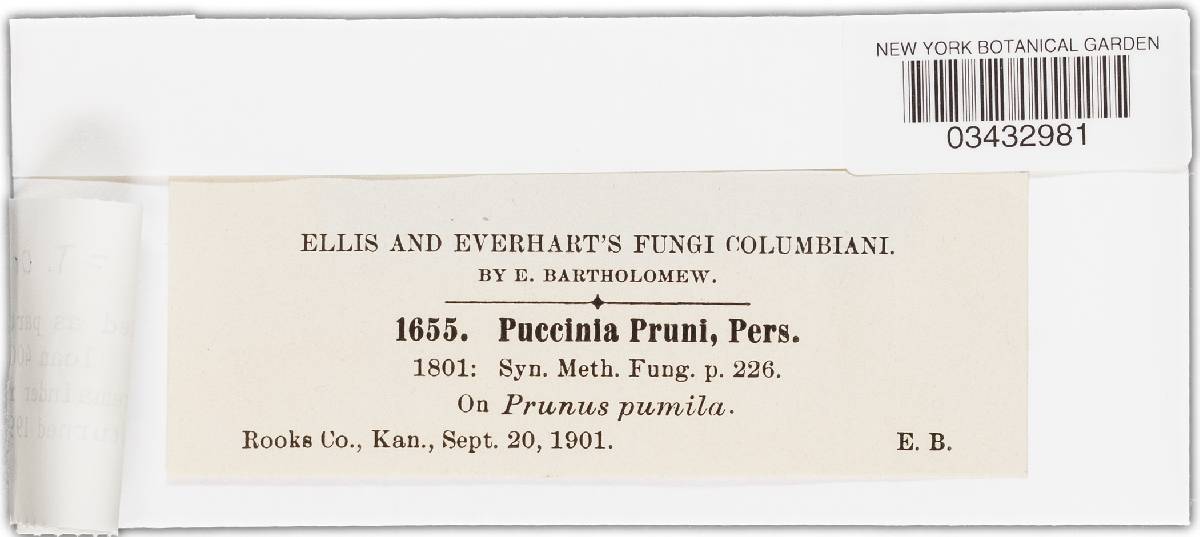 NEW YORK BOTANICAL GARDEN
03432981
ELLIS AND EVERHART'S FUNGI COLUMBIANI.
BY E. BARTHOLOMEW.
1655. Puccinia Pruni, Pers.
1801: Syn. Meth. Fung. p. 226.
On Prunus pumila.
Rooks Co., Kan., Sept. 20, 1901. E. B.